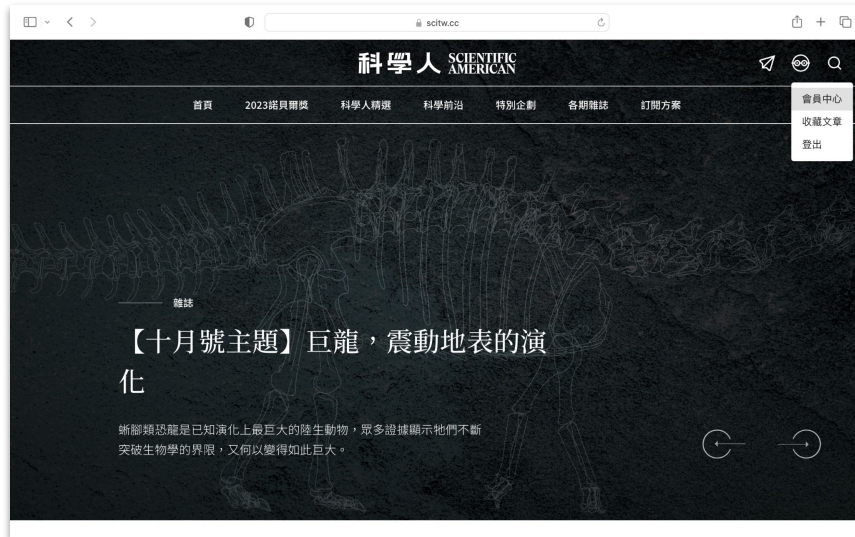 scitw.cc
科學人 SCIENTIFIC AMERICAN
首頁 2023諾貝爾獎 科學人精選 科學前沿 特別企劃 各期雜誌 訂閱方案
會員中心
收藏文章
登出
雜誌
【十月號主題】巨龍，震動地表的演
化
蜥腳類恐龍是已知演化上最巨大的陸生動物，眾多證據顯示牠們不斷
突破生物學的界限，又何以變得如此巨大。